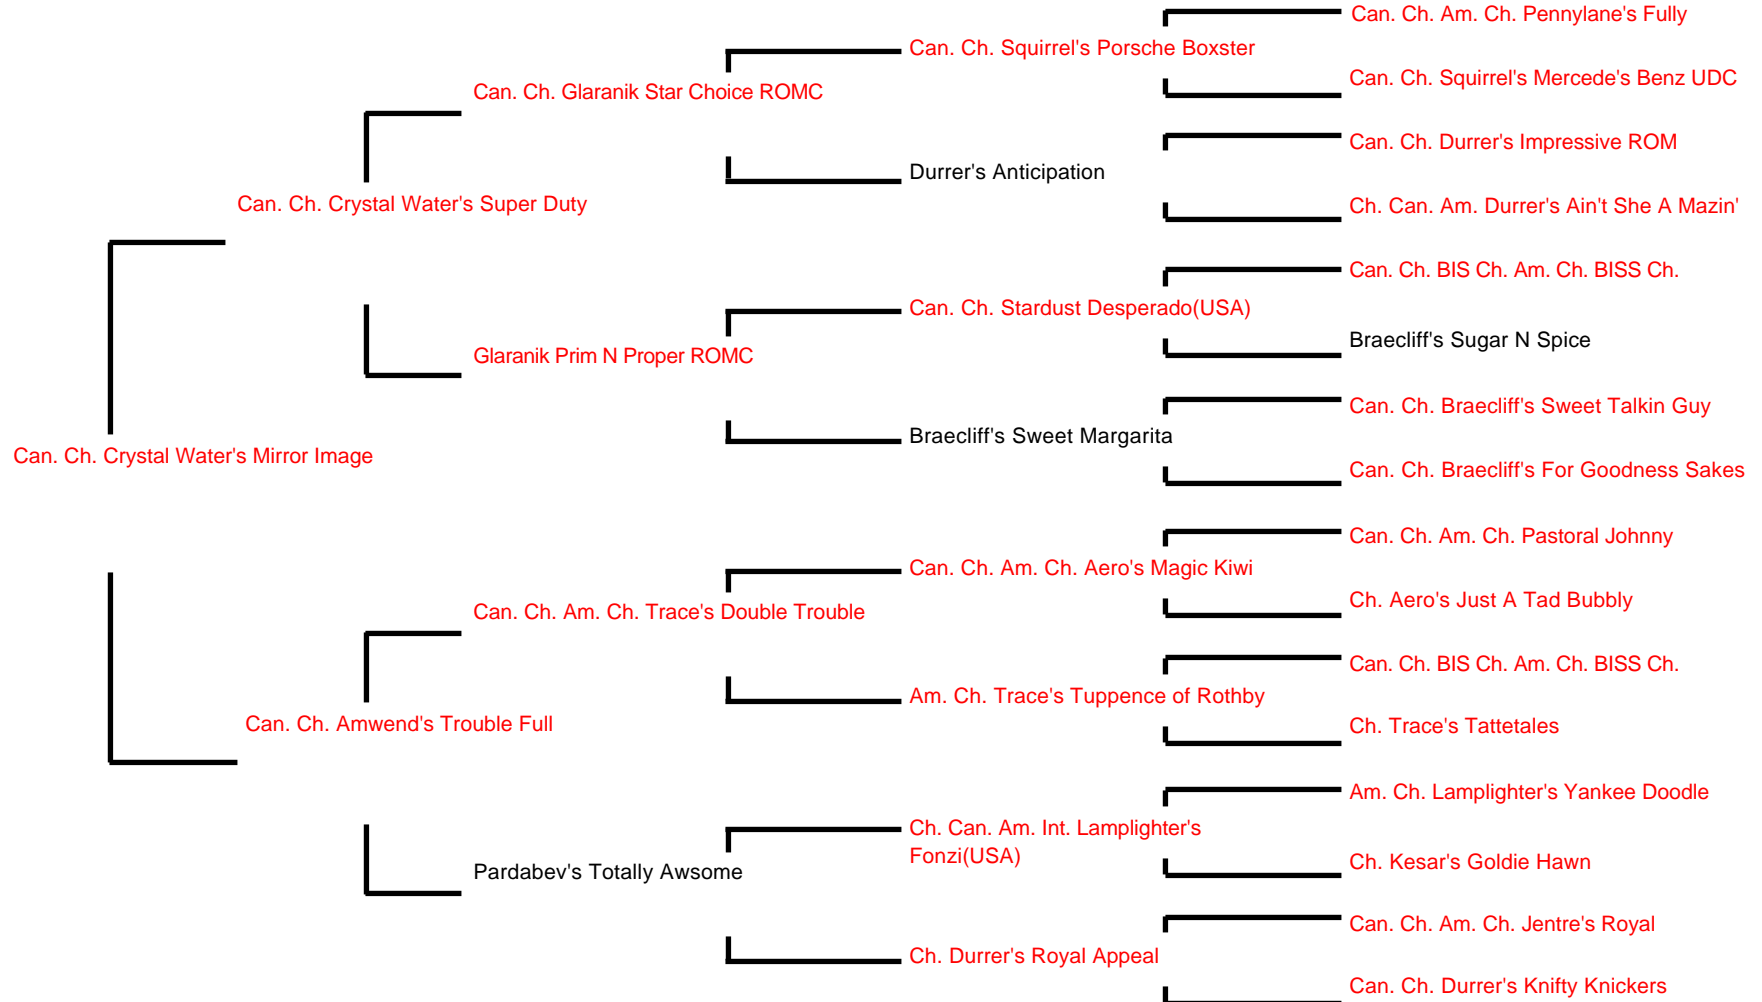 Can. Ch. Am. Ch. Pennylane's Fully
Can. Ch. Squirrel's Porsche Boxster
Can. Ch. Squirrel's Mercede's Benz UDC
Can. Ch. Glaranik Star Choice ROMC
Can. Ch. Durrer's Impressive ROM
Durrer's Anticipation
Ch. Can. Am. Durrer's Ain't She A Mazin'
Can. Ch. Crystal Water's Super Duty
Can. Ch. BIS Ch. Am. Ch. BISS Ch.
Can. Ch. Stardust Desperado(USA)
Braecliff's Sugar N Spice
Glaranik Prim N Proper ROMC
Can. Ch. Braecliff's Sweet Talkin Guy
Braecliff's Sweet Margarita
Can. Ch. Braecliff's For Goodness Sakes
Can. Ch. Crystal Water's Mirror Image
Can. Ch. Am. Ch. Pastoral Johnny
Can. Ch. Am. Ch. Aero's Magic Kiwi
Ch. Aero's Just A Tad Bubbly
Can. Ch. Am. Ch. Trace's Double Trouble
Can. Ch. BIS Ch. Am. Ch. BISS Ch.
Am. Ch. Trace's Tuppence of Rothby
Ch. Trace's Tattetales
Can. Ch. Amwend's Trouble Full
Am. Ch. Lamplighter's Yankee Doodle
Ch. Can. Am. Int. Lamplighter's
Fonzi(USA)
Ch. Kesar's Goldie Hawn
Pardabev's Totally Awsome
Can. Ch. Am. Ch. Jentre's Royal
Ch. Durrer's Royal Appeal
Can. Ch. Durrer's Knifty Knickers